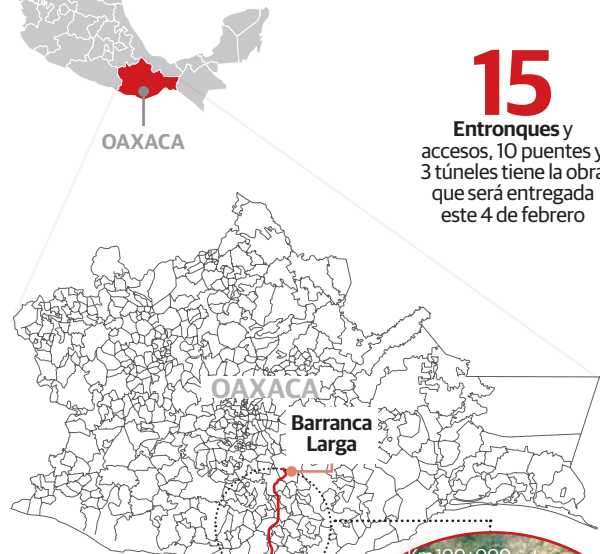 OAXACA
15
Entronques y
accesos, 10 puentes y
3 túneles tiene la obra
que será entregada
este 4 de febrero
OAXACA
Barranca
Larga